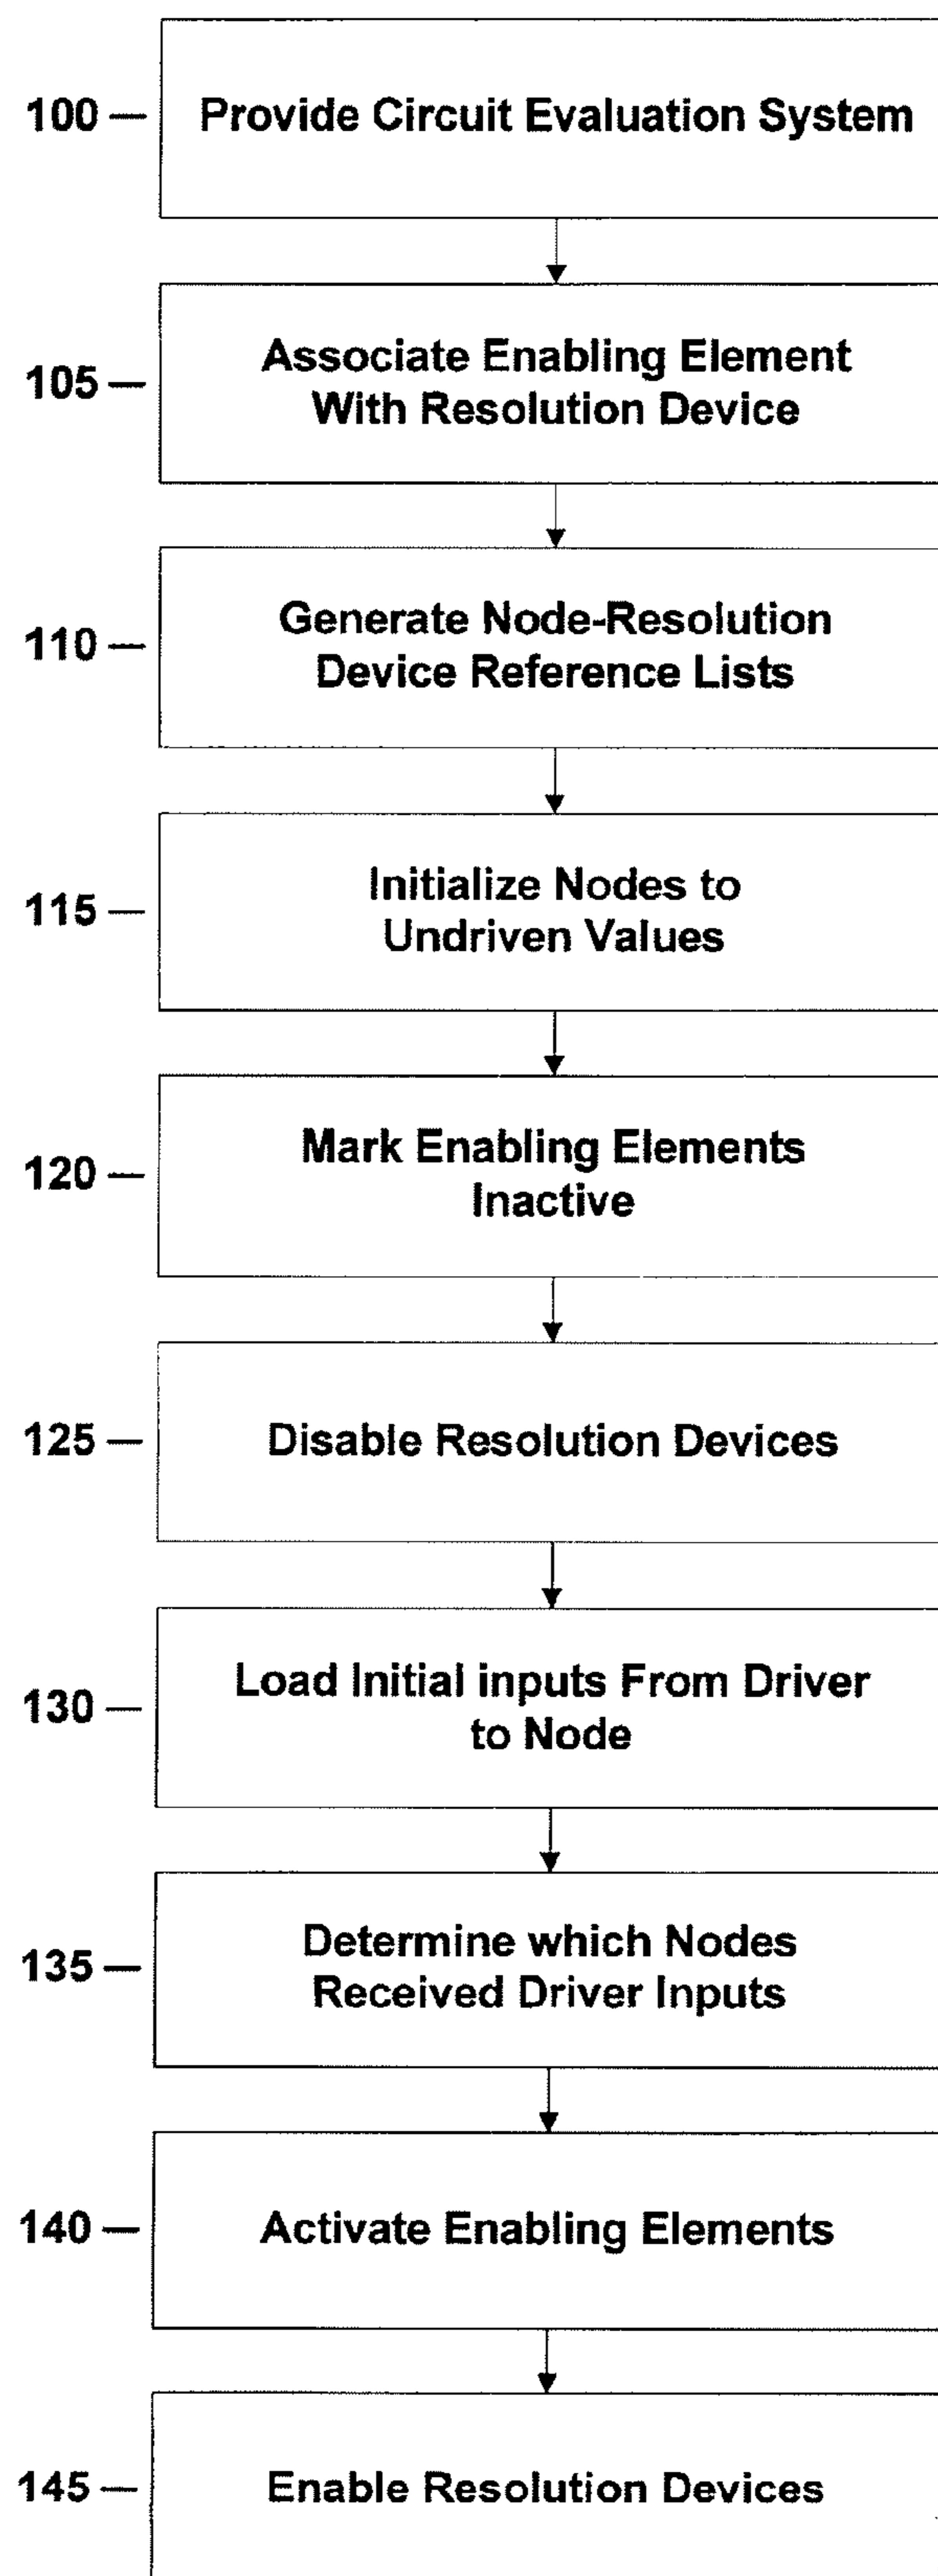 100
Provide Circuit Evaluation System
105
Associate Enabling Element
With Resolution Device
110
Generate Node-Resolution
Device Reference Lists
115
Initialize Nodes to
Undriven Values
120
Mark Enabling Elements
Inactive
125
Disable Resolution Devices
130
Load Initial inputs From Driver
to Node
135
Determine which Nodes
Received Driver Inputs
140
Activate Enabling Elements
145
Enable Resolution Devices